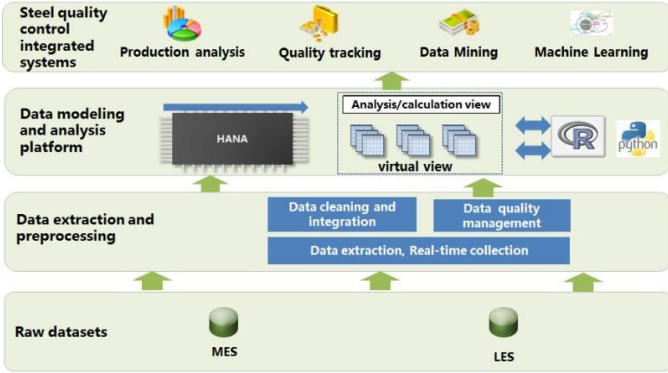 Steel quality
control
integrated
systems
Production analysis
Quality tracking
Data Mining
Machine Learning
Data modeling
and analysis
platform
HANA
Analysis/calculation view
virtual view
R
python
Data extraction and
preprocessing
Data cleaning and
integration
Data quality
management
Data extraction, Real-time collection
Raw datasets
MES
LES